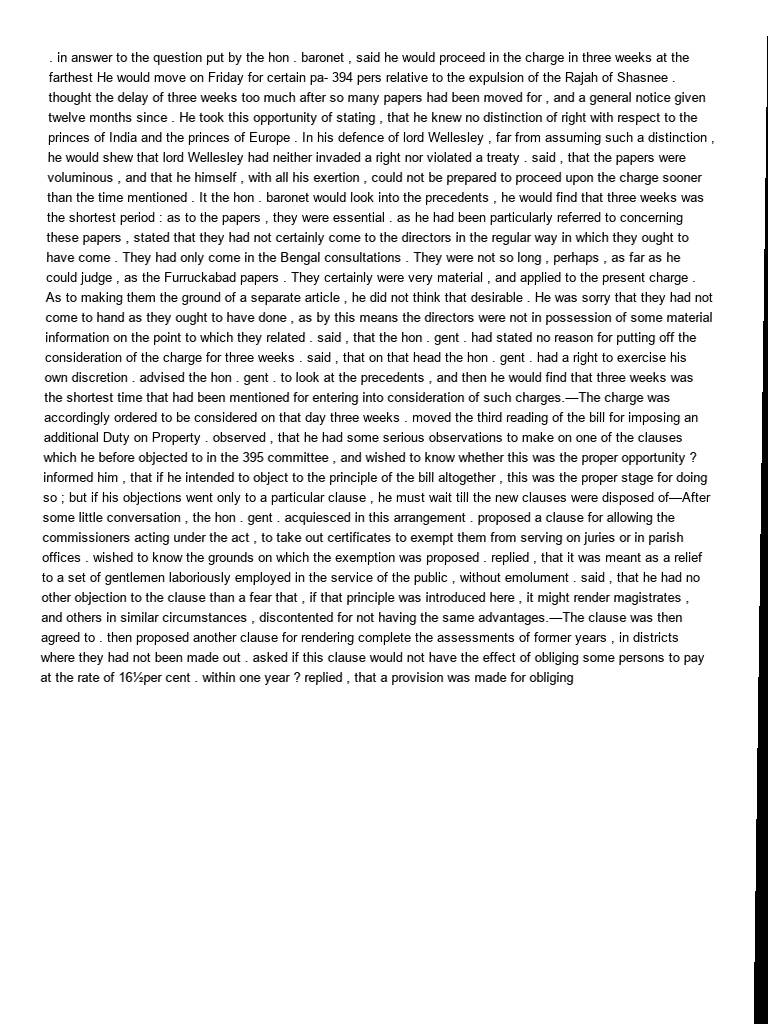 . in answer to the question put by the hon . baronet , said he would proceed in the charge in three weeks at the
farthest He would move on Friday for certain pa- 394 pers relative to the expulsion of the Rajah of Shasnee .
thought the delay of three weeks too much after so many papers had been moved for , and a general notice given
twelve months since . He took this opportunity of stating , that he knew no distinction of right with respect to the
princes of India and the princes of Europe . In his defence of lord Wellesley , far from assuming such a distinction ,
he would shew that lord Wellesley had neither invaded a right nor violated a treaty . said , that the papers were
voluminous , and that he himself , with all his exertion , could not be prepared to proceed upon the charge sooner
than the time mentioned . It the hon . baronet would look into the precedents , he would find that three weeks was
the shortest period : as to the papers , they were essential . as he had been particularly referred to concerning
these papers , stated that they had not certainly come to the directors in the regular way in which they ought to
have come . They had only come in the Bengal consultations . They were not so long , perhaps , as far as he
could judge , as the Furruckabad papers . They certainly were very material , and applied to the present charge .
As to making them the ground of a separate article , he did not think that desirable . He was sorry that they had not
come to hand as they ought to have done , as by this means the directors were not in possession of some material
information on the point to which they related . said , that the hon . gent . had stated no reason for putting off the
consideration of the charge for three weeks . said , that on that head the hon . gent . had a right to exercise his
own discretion . advised the hon . gent . to look at the precedents , and then he would find that three weeks was
the shortest time that had been mentioned for entering into consideration of such charges.—The charge was
accordingly ordered to be considered on that day three weeks . moved the third reading of the bill for imposing an
additional Duty on Property . observed , that he had some serious observations to make on one of the clauses
which he before objected to in the 395 committee , and wished to know whether this was the proper opportunity ?
informed him , that if he intended to object to the principle of the bill altogether , this was the proper stage for doing
so ; but if his objections went only to a particular clause , he must wait till the new clauses were disposed of—After
some little conversation , the hon . gent . acquiesced in this arrangement . proposed a clause for allowing the
commissioners acting under the act , to take out certificates to exempt them from serving on juries or in parish
offices . wished to know the grounds on which the exemption was proposed . replied , that it was meant as a relief
to a set of gentlemen laboriously employed in the service of the public , without emolument . said , that he had no
other objection to the clause than a fear that , if that principle was introduced here , it might render magistrates ,
and others in similar circumstances , discontented for not having the same advantages.—The clause was then
agreed to . then proposed another clause for rendering complete the assessments of former years , in districts
where they had not been made out . asked if this clause would not have the effect of obliging some persons to pay
at the rate of 16½per cent . within one year ? replied , that a provision was made for obliging